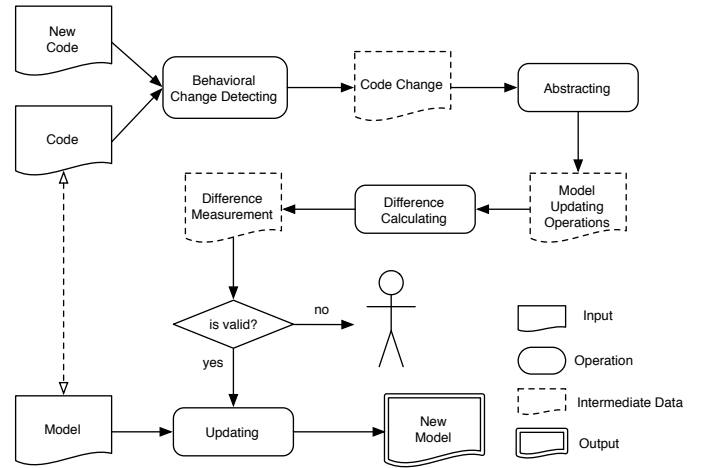 New
Code
Behavioral
Change Detecting
Code Change
Abstracting
Code
Difference
Measurement
Difference
Calculating
Model
Updating
Operations
is valid?
no
yes
Input
Operation
Intermediate Data
Output
Model
Updating
New
Model